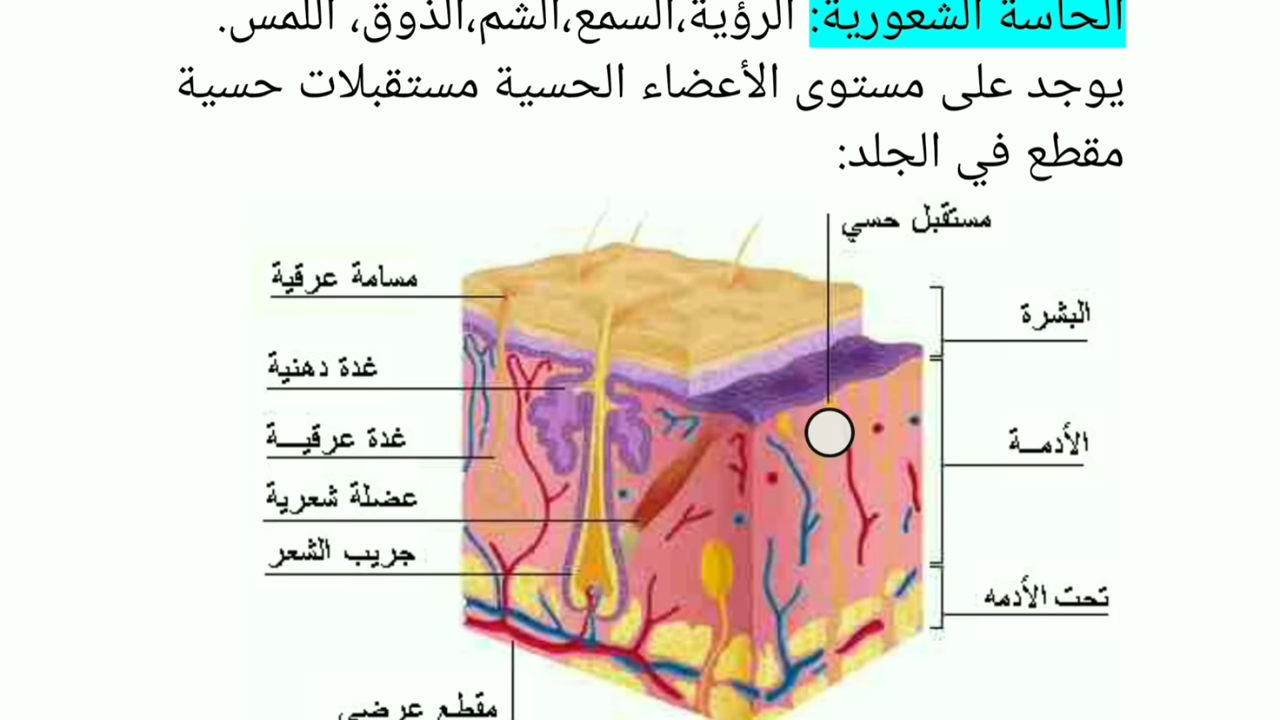 الحاسة الشعورية: الرؤية،السمع،الشم،الذوق، اللمس.
يوجد على مستوى الأعضاء الحسية مستقبلات حسية
مقطع في الجلد:
مستقبل حسي
مسامة عرقية
البشرة
غدة دهنية
غدة عرقيـــة
الأدمــة
عضلة شعرية
جريب الشعر
تحت الأدمه
مقطع عرضي